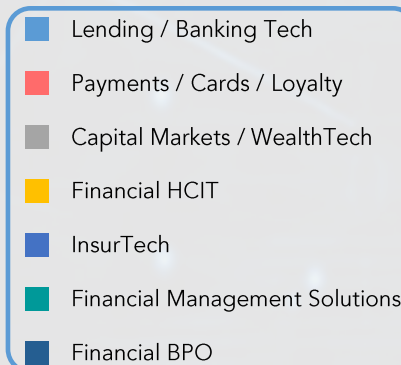 Lending / Banking Tech
Payments / Cards / Loyalty
Capital Markets / WealthTech
Financial HCIT
InsurTech
Financial Management Solutions
Financial BPO